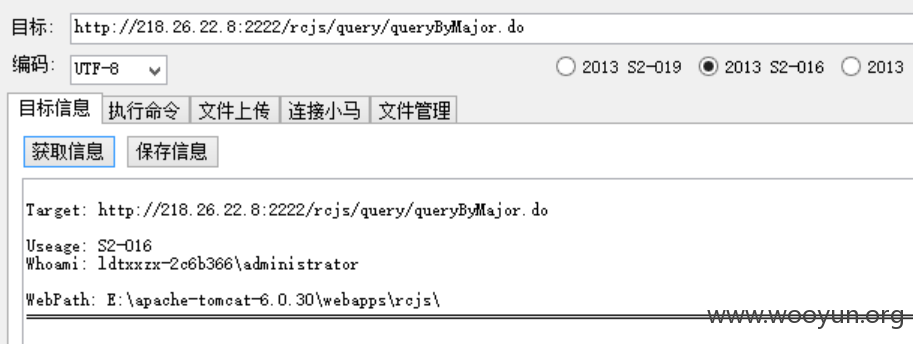 目标: http://218.26.22.8:2222/rcjs/query/queryByMajor.do
编码: UTF-8 2013 S2-019 2013 S2-016 2013
目标信息 执行命令 文件上传 连接小马 文件管理
获取信息 保存信息
Target: http://218.26.22.8:2222/rcjs/query/queryByMajor.do
Useage: S2-016
Whoami: ldtxxzx-2c6b366\administrator
WebPath: E:\apache-tomcat-6.0.30\webapps\rcjs\
www.wooyun.org